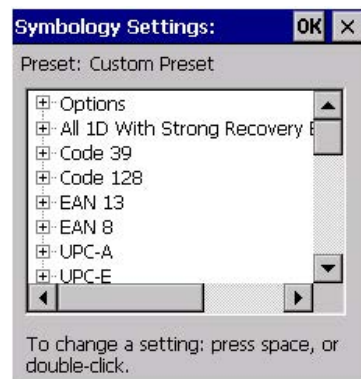 Symbology Settings: OK ×
Preset: Custom Preset
Options
All 1D With Strong Recovery
Code 39
Code 128
EAN 13
EAN 8
UPC-A
UPC-E
To change a setting: press space, or
double-click.